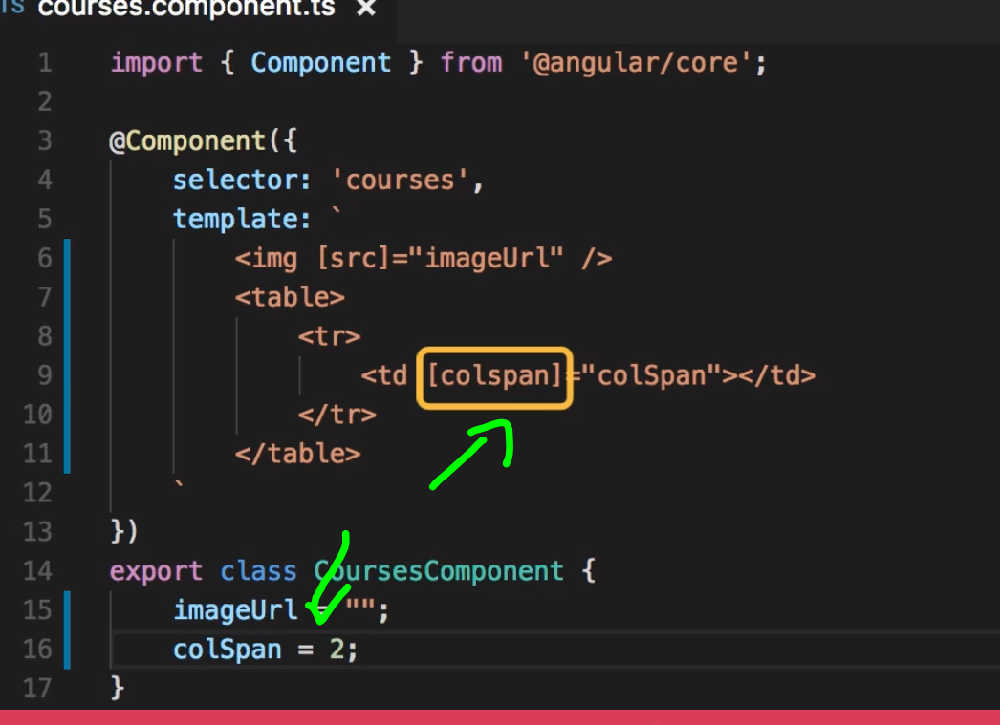 TS courses.component.ts ×
1 import { Component } from '@angular/core';
2
3 @Component({
4 selector: 'courses',
5 template: `
6 <img [src]="imageUrl" />
7 <table>
8 <tr>
9 <td [colspan]="colSpan"></td>
10 </tr>
11 </table>
12 `
13 })
14 export class CoursesComponent {
15 imageUrl = "";
16 colSpan = 2;
17 }